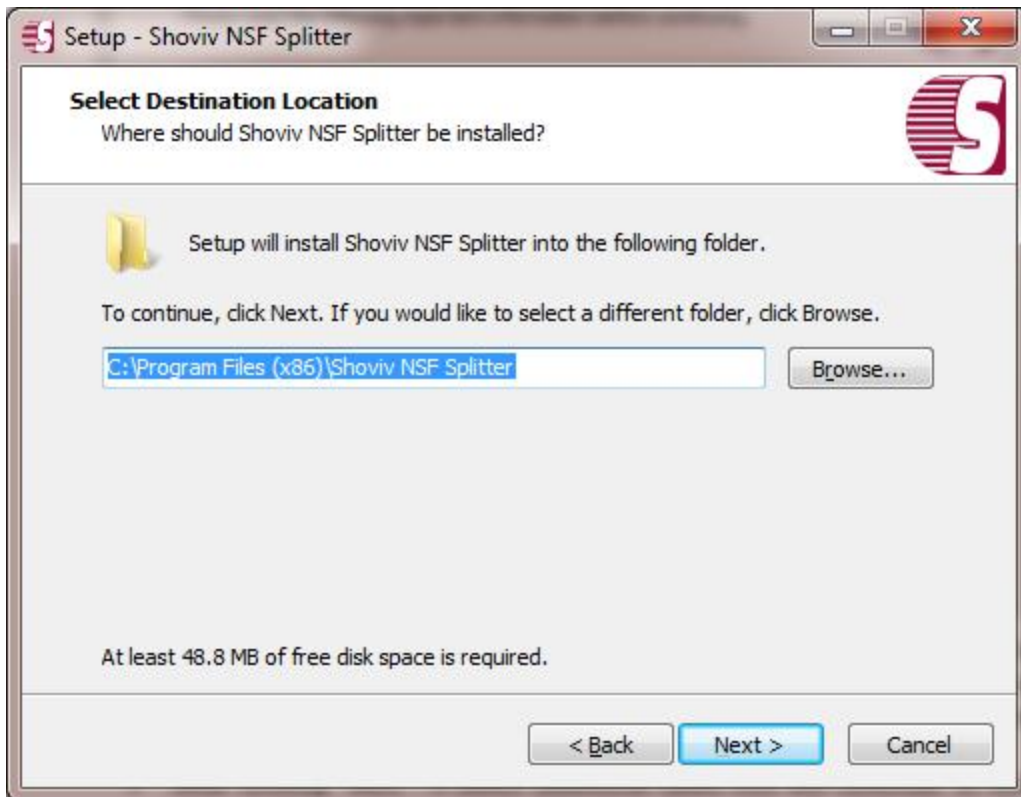 Setup - Shoviv NSF Splitter
Select Destination Location
Where should Shoviv NSF Splitter be installed?
Setup will install Shoviv NSF Splitter into the following folder.
To continue, click Next. If you would like to select a different folder, click Browse.
C:\Program Files (x86)\Shoviv NSF Splitter
Browse...
At least 48.8 MB of free disk space is required.
< Back Next > Cancel